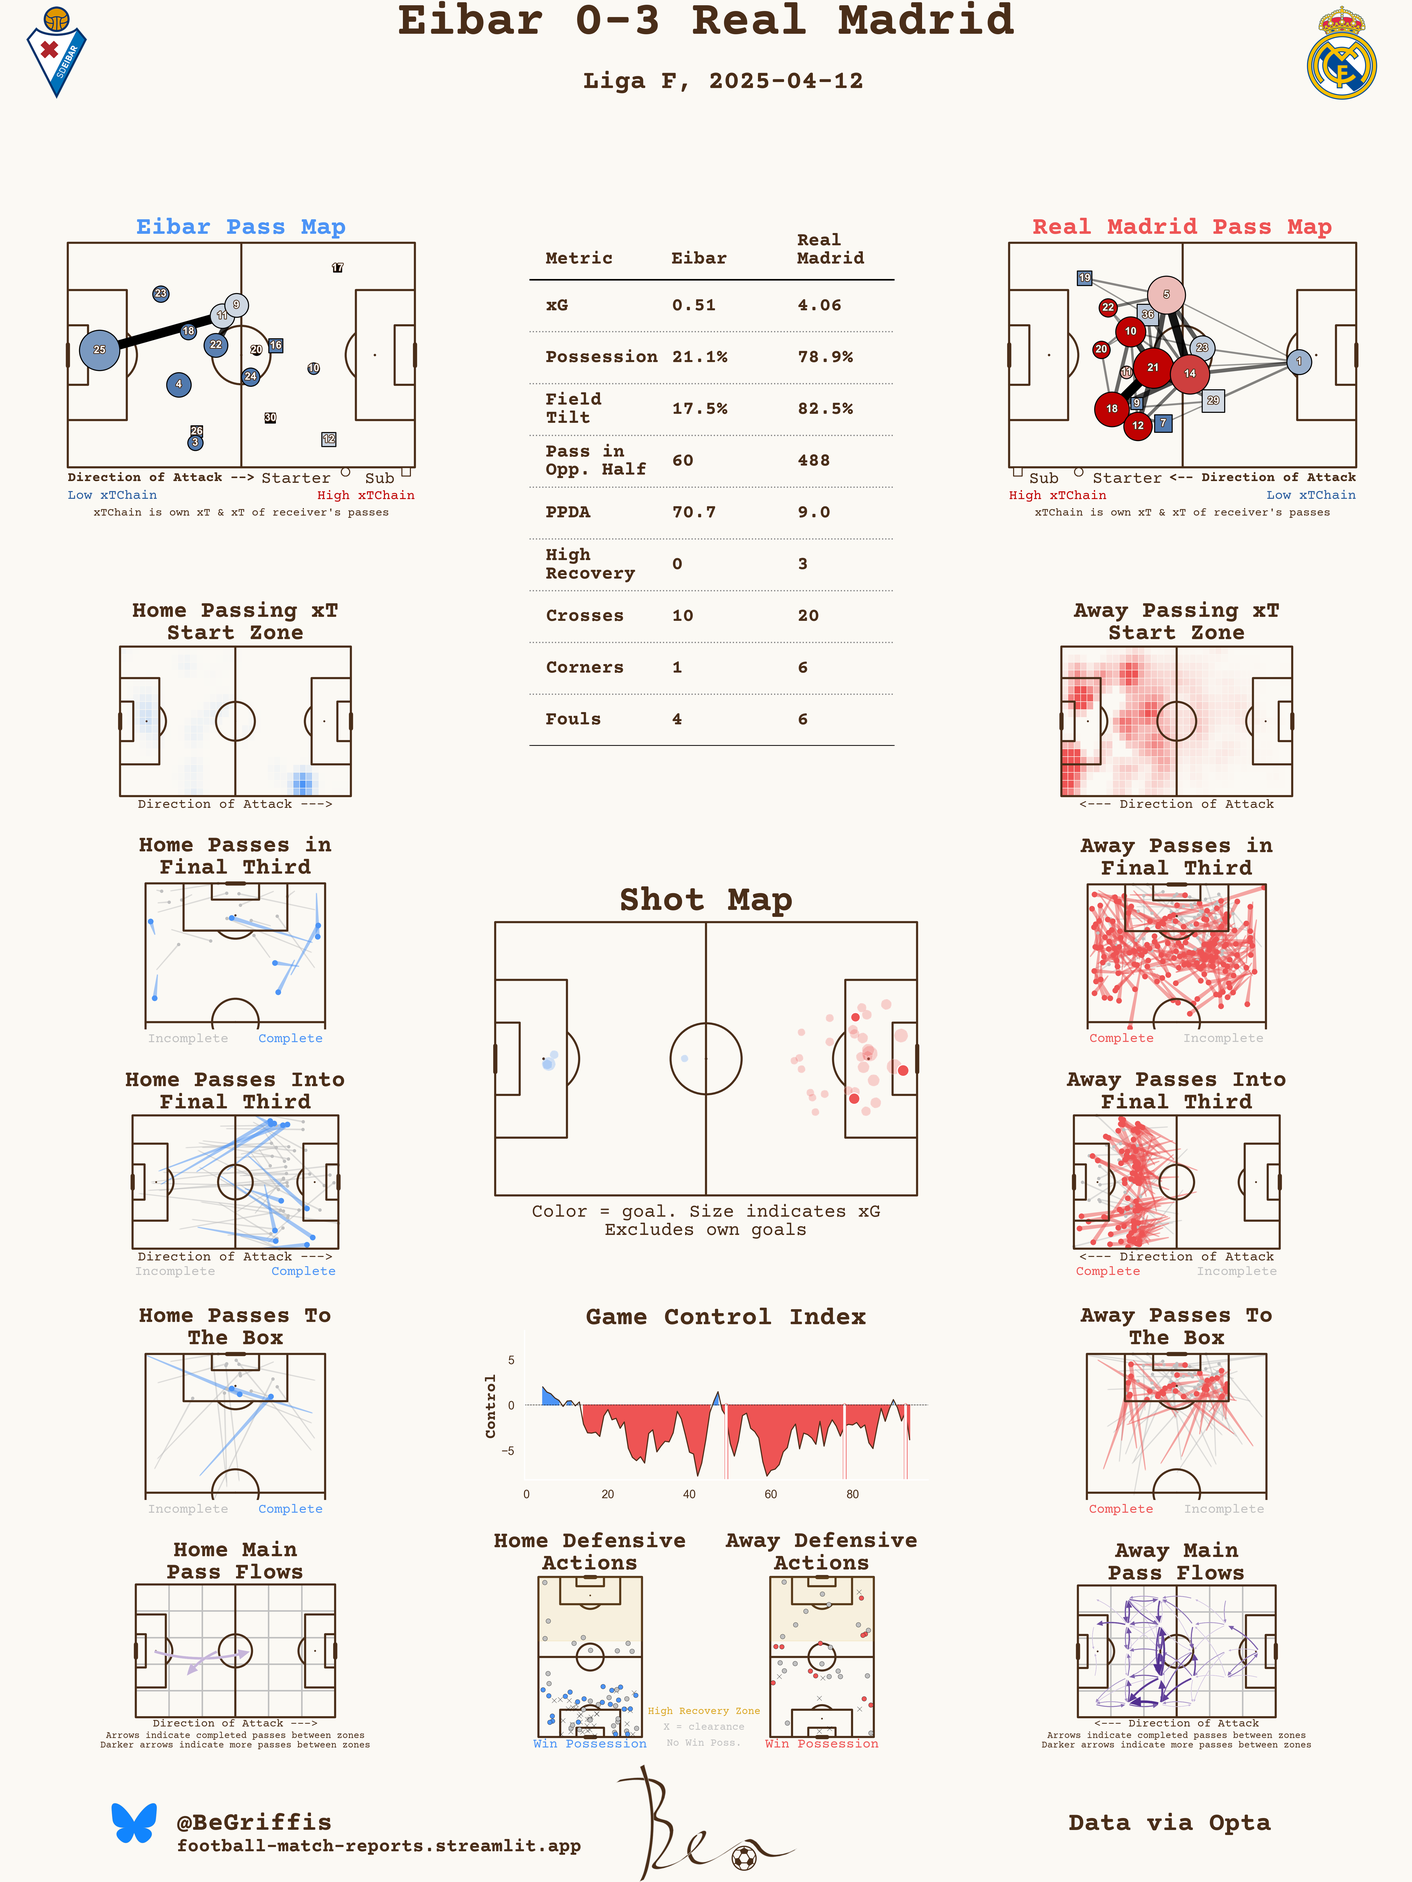 Eibar 0-3 Real Madrid
Liga F, 2025-04-12
SDEIBAR
Eibar Pass Map
23
9
11
18
25
22
20
16
4
24
10
17
30
26
3
12
Direction of Attack --> Starter Sub
Low xTChain High xTChain
xTChain is own xT & xT of receiver's passes
Metric Eibar Real Madrid
xG 0.51 4.06
Possession 21.1% 78.9%
Field Tilt 17.5% 82.5%
Pass in Opp. Half 60 488
PPDA 70.7 9.0
High Recovery 0 3
Crosses 10 20
Corners 1 6
Fouls 4 6
Real Madrid Pass Map
19
5
22
36
10
20
23
1
11
21
14
18
9
29
12
7
Sub Starter <-- Direction of Attack
High xTChain Low xTChain
xTChain is own xT & xT of receiver's passes
Home Passing xT
Start Zone
Direction of Attack --->
Away Passing xT
Start Zone
<--- Direction of Attack
Home Passes in
Final Third
Incomplete Complete
Away Passes in
Final Third
Complete Incomplete
Shot Map
Color = goal. Size indicates xG
Excludes own goals
Home Passes Into
Final Third
Direction of Attack --->
Incomplete Complete
Away Passes Into
Final Third
<--- Direction of Attack
Complete Incomplete
Home Passes To
The Box
Incomplete Complete
Game Control Index
Control
5
0
-5
0 20 40 60 80
Away Passes To
The Box
Complete Incomplete
Home Main
Pass Flows
Direction of Attack --->
Arrows indicate completed passes between zones
Darker arrows indicate more passes between zones
Home Defensive
Actions
Win Possession
High Recovery Zone
X = clearance
No Win Poss.
Away Defensive
Actions
Win Possession
Away Main
Pass Flows
<--- Direction of Attack
Arrows indicate completed passes between zones
Darker arrows indicate more passes between zones
@BeGriffis
football-match-reports.streamlit.app
Ben
Data via Opta